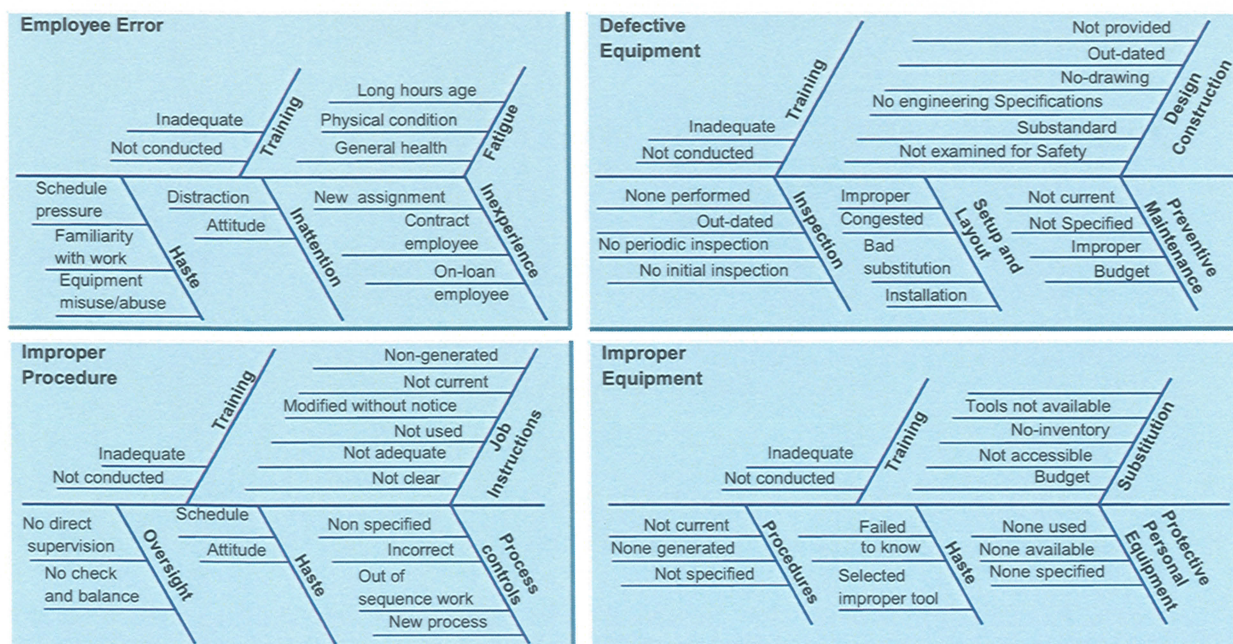 Employee Error
Long hours age
Inadequate
Physical condition
Not conducted
General health
Training
Fatigue
Schedule
pressure
Familiarity
with work
Equipment
misuse/abuse
Haste
Distraction
Attitude
Inattention
New assignment
Contract
employee
On-loan
employee
Inexperience
Defective
Equipment
Not provided
Out-dated
No-drawing
No engineering Specifications
Substandard
Not examined for Safety
Inadequate
Not conducted
Training
Design
Construction
None performed
Out-dated
No periodic inspection
No initial inspection
Inspection
Improper
Congested
Bad
substitution
Installation
Setup and
Layout
Not current
Not Specified
Improper
Budget
Preventive
Maintenance
Improper
Procedure
Inadequate
Not conducted
Training
Non-generated
Not current
Modified without notice
Not used
Not adequate
Not clear
Job
Instructions
No direct
supervision
No check
and balance
Oversight
Schedule
Attitude
Haste
Non specified
Incorrect
Out of
sequence work
New process
Process
controls
Improper
Equipment
Inadequate
Not conducted
Training
Tools not available
No-inventory
Not accessible
Budget
Substitution
Not current
None generated
Not specified
Procedures
Failed
to know
Selected
improper tool
Haste
None used
None available
None specified
Protective
Personal
Equipment